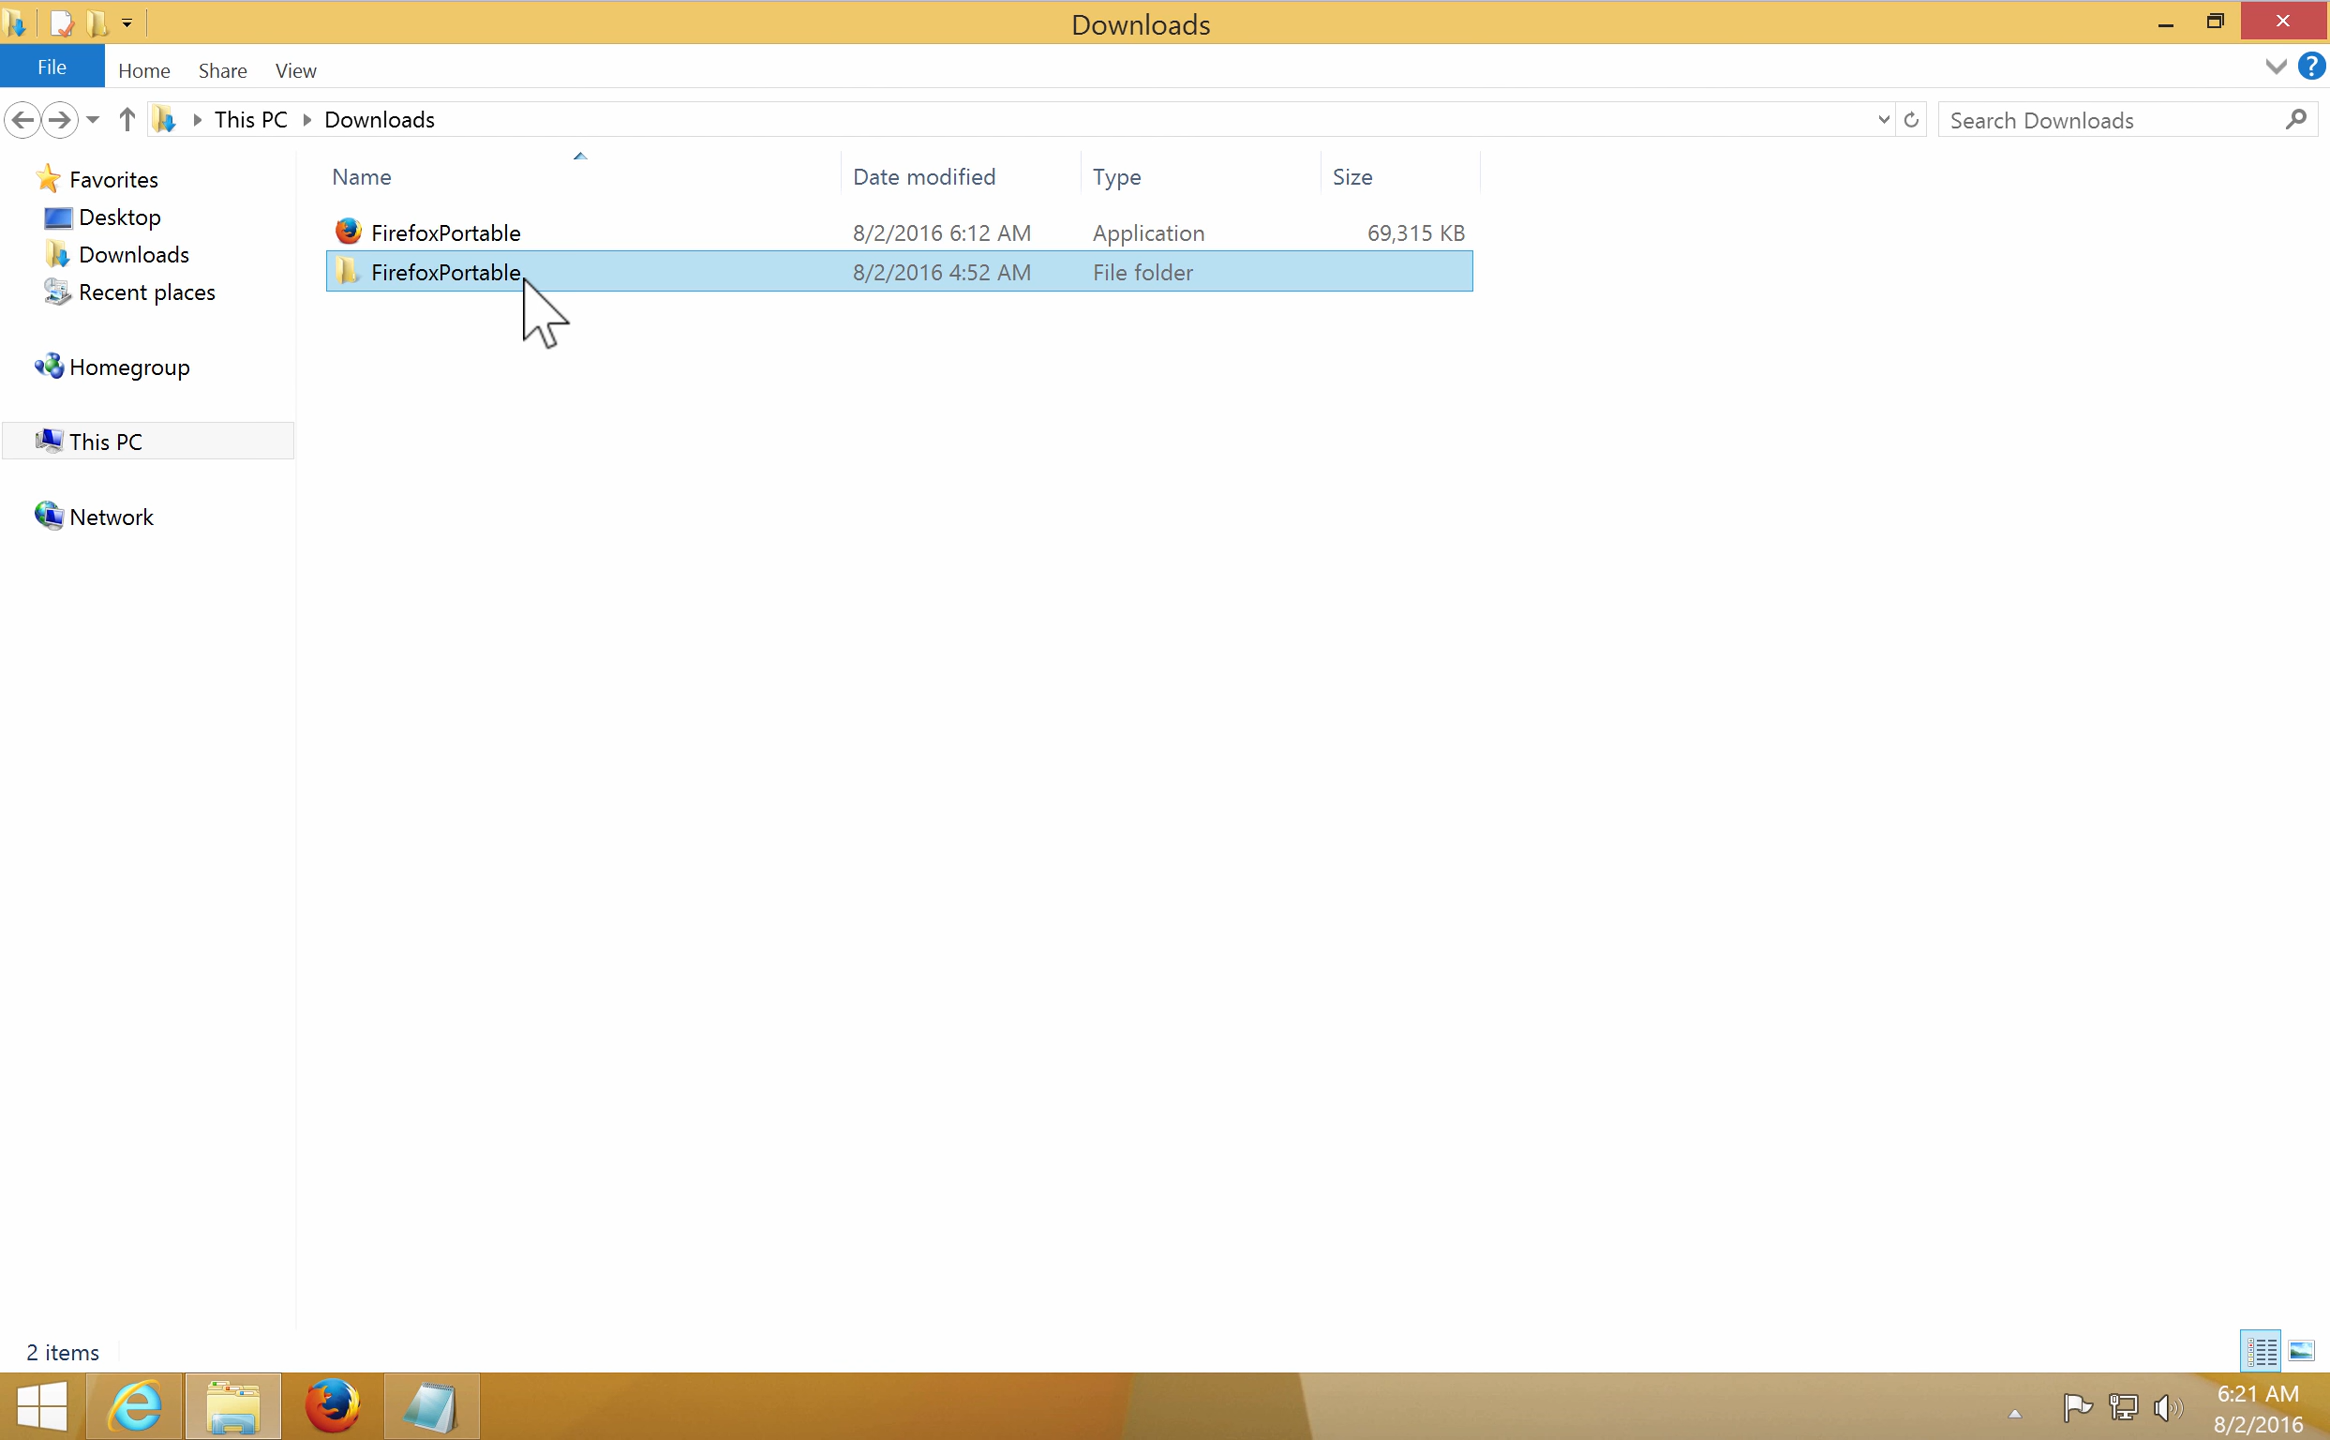 Downloads
File Home Share View
This PC Downloads Search Downloads
Favorites
Desktop
Downloads
Recent places
Homegroup
This PC
Network
Name Date modified Type Size
FirefoxPortable 8/2/2016 6:12 AM Application 69,315 KB
FirefoxPortable 8/2/2016 4:52 AM File folder
2 items
6:21 AM
8/2/2016